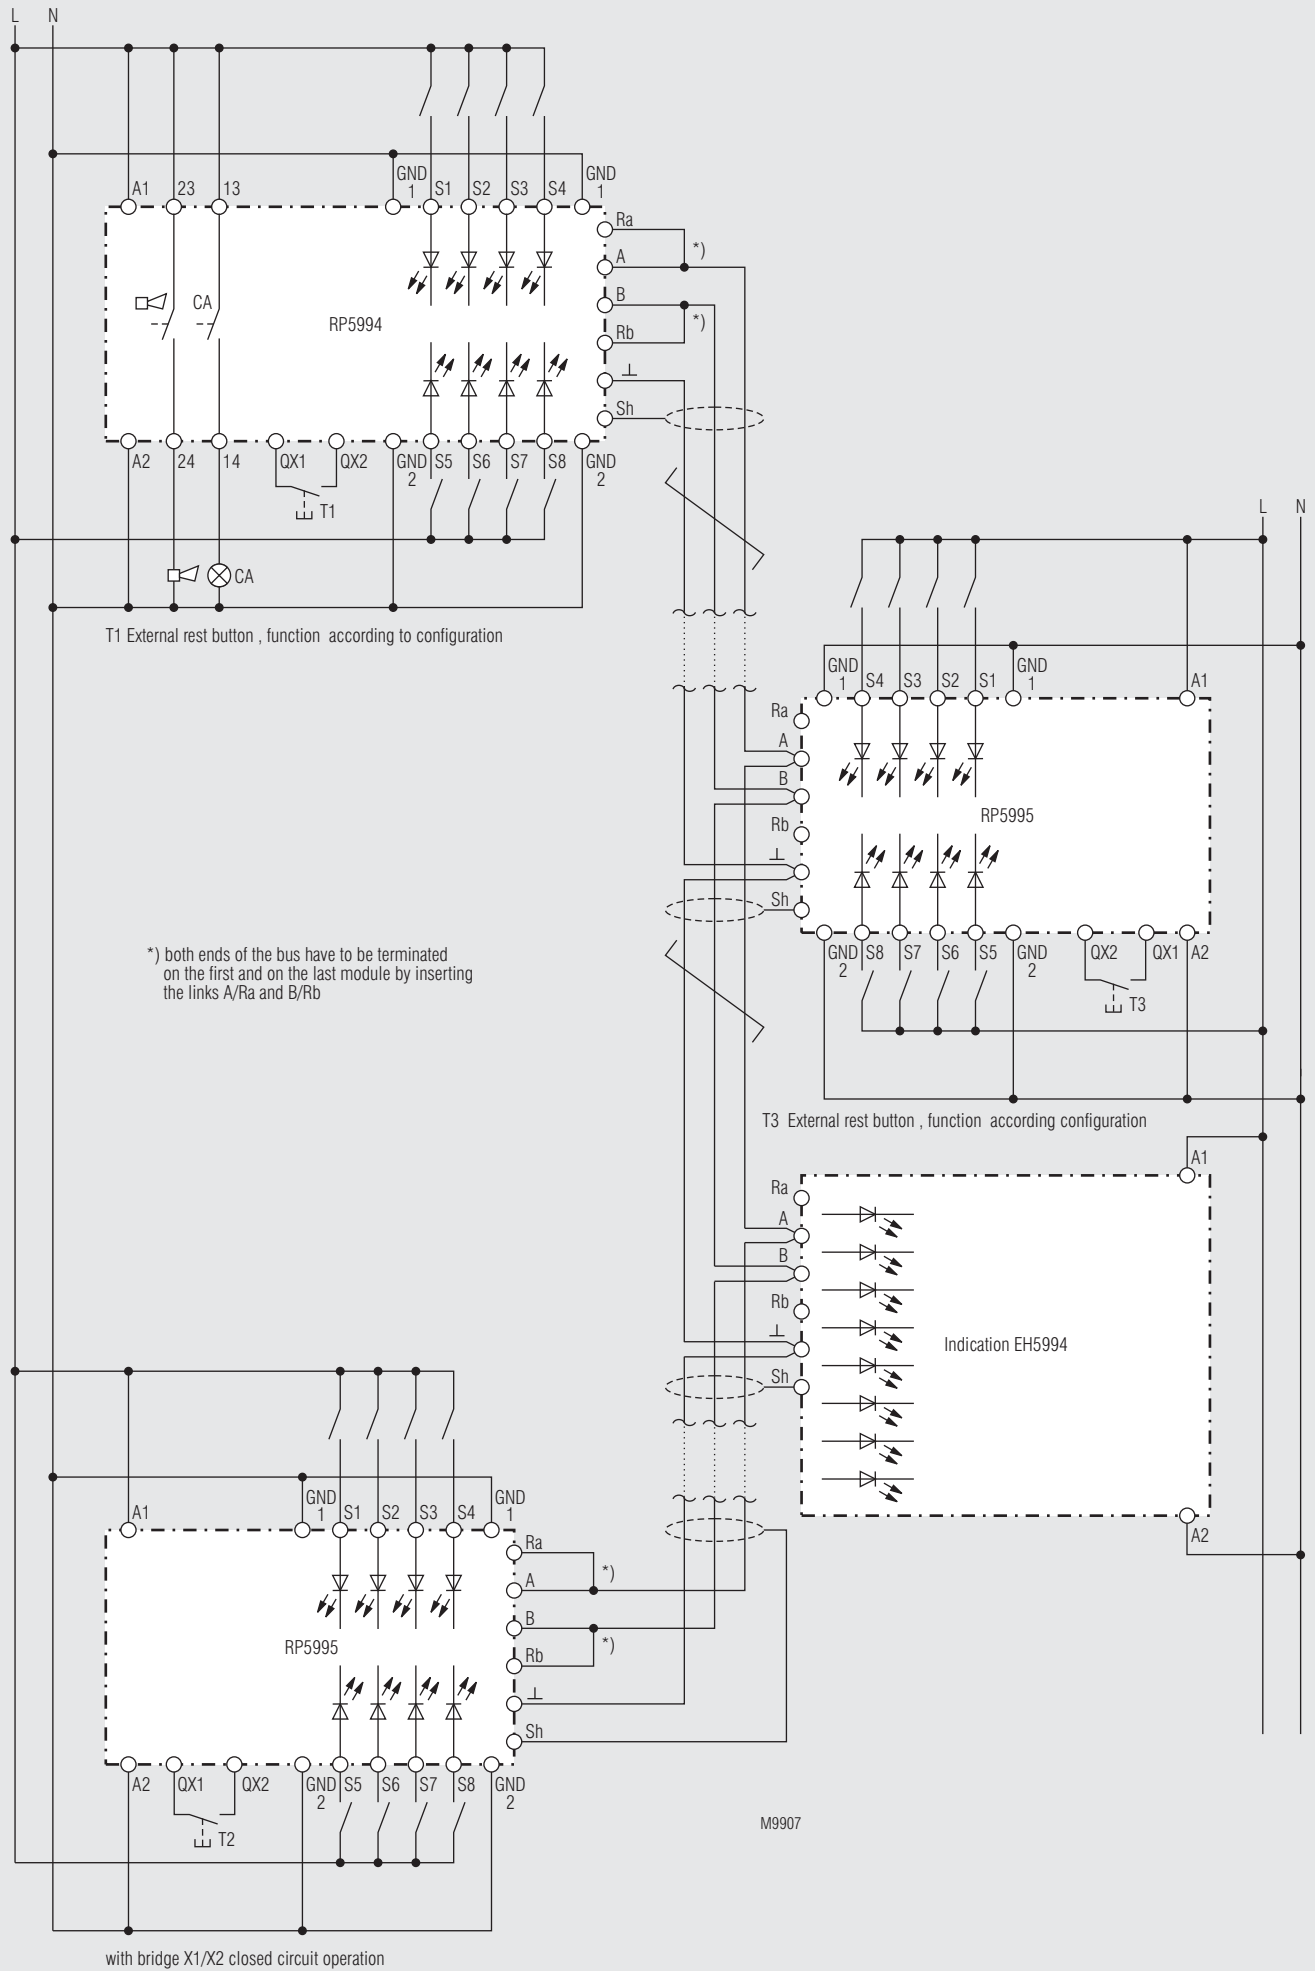 L N
A1 23 13 GND 1 S1 S2 S3 S4 GND 1
Ra
*)
A
CA
B
RP5994
*)
Rb
⊥
Sh
A2 24 14 QX1 QX2 GND 2 S5 S6 S7 S8 GND 2
T1
CA
T1 External rest button , function according to configuration
L N
GND 1 S4 S3 S2 S1 GND 1 A1
Ra
A
B
RP5995
Rb
⊥
Sh
GND 2 S8 S7 S6 S5 GND 2 QX2 QX1 A2
T3
*) both ends of the bus have to be terminated
on the first and on the last module by inserting
the links A/Ra and B/Rb
T3 External rest button , function according configuration
A1
Ra
A
B
Rb
⊥
Indication EH5994
Sh
A2
A1 GND 1 S1 S2 S3 S4 GND 1
Ra
*)
A
B
RP5995
*)
Rb
⊥
Sh
A2 QX1 QX2 GND 2 S5 S6 S7 S8 GND 2
T2
M9907
with bridge X1/X2 closed circuit operation